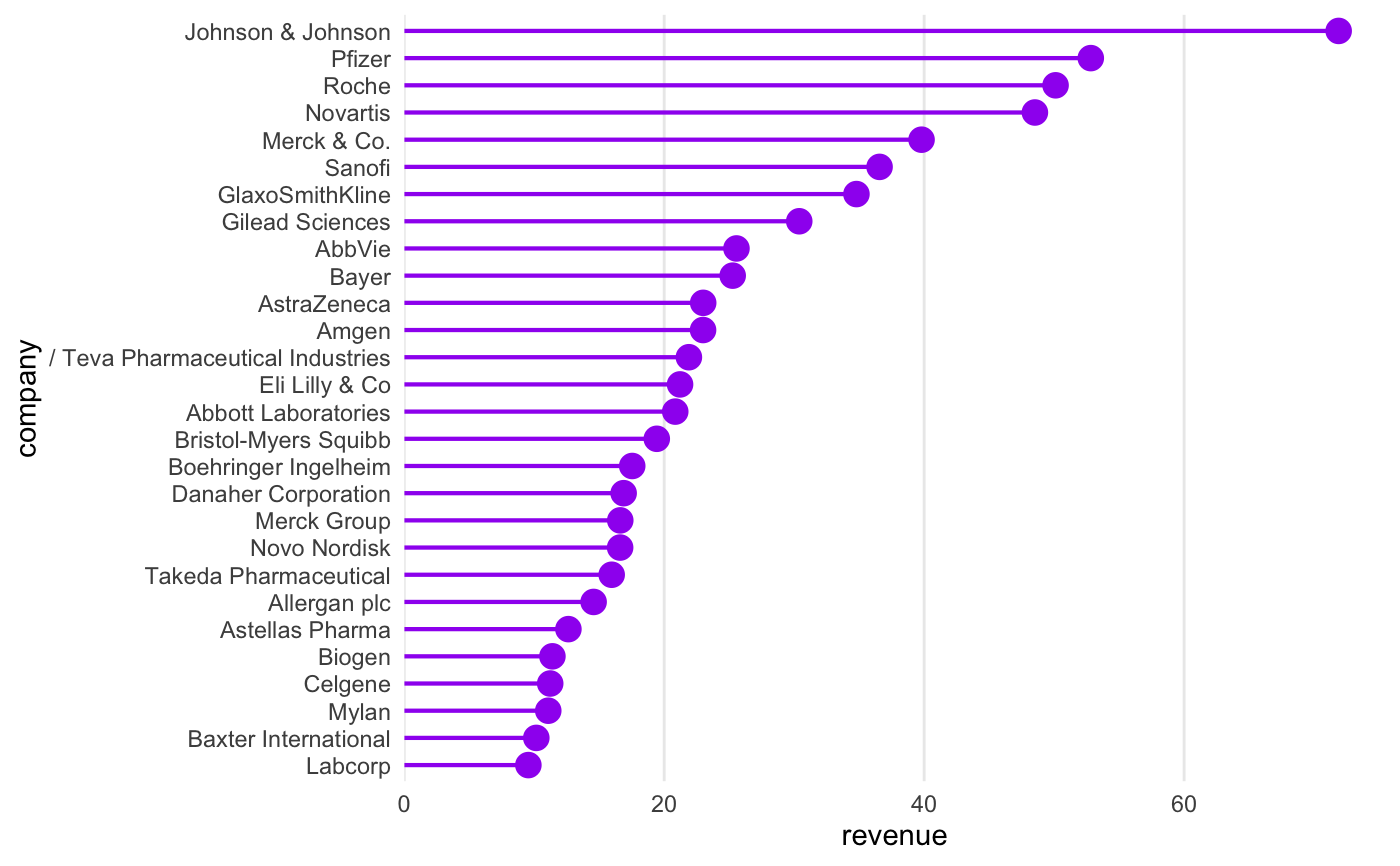 Johnson & Johnson
Pfizer
Roche
Novartis
Merck & Co.
Sanofi
GlaxoSmithKline
Gilead Sciences
AbbVie
Bayer
AstraZeneca
Amgen
/ Teva Pharmaceutical Industries
Eli Lilly & Co
Abbott Laboratories
Bristol-Myers Squibb
Boehringer Ingelheim
Danaher Corporation
Merck Group
Novo Nordisk
Takeda Pharmaceutical
Allergan plc
Astellas Pharma
Biogen
Celgene
Mylan
Baxter International
Labcorp
company
0 20 40 60
revenue